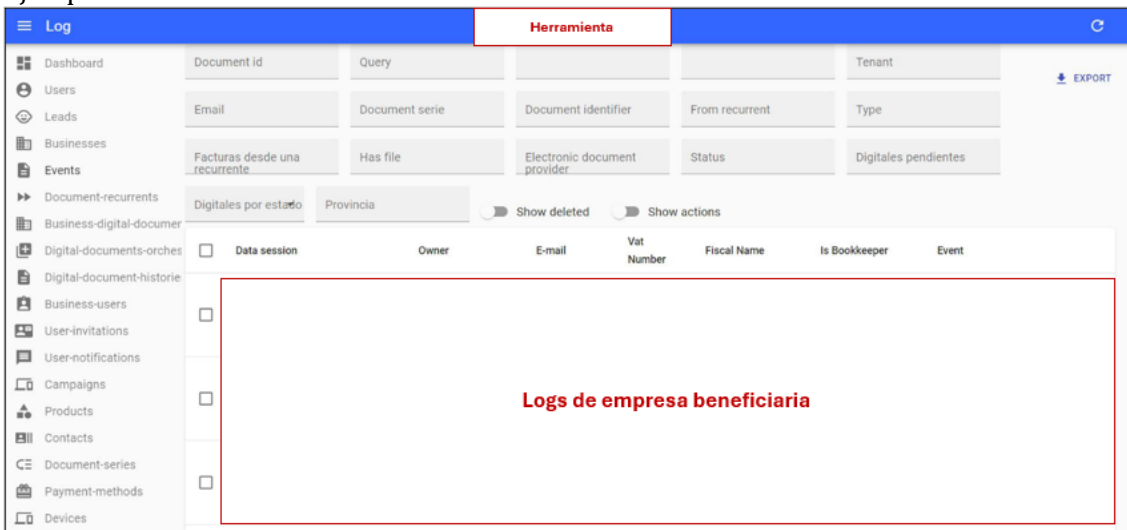 Log
Herramienta
Dashboard
Users
Leads
Businesses
Events
Document-recurrents
Business-digital-documer
Digital-documents-orches
Digital-document-historie
Business-users
User-invitations
User-notifications
Campaigns
Products
Contacts
Document-series
Payment-methods
Devices
Document id
Query
Tenant
EXPORT
Email
Document serie
Document identifier
From recurrent
Type
Facturas desde una
recurrente
Has file
Electronic document
provider
Status
Digitales pendientes
Digitales por estado
Provincia
Show deleted
Show actions
Data session
Owner
E-mail
Vat
Number
Fiscal Name
Is Bookkeeper
Event
Logs de empresa beneficiaria